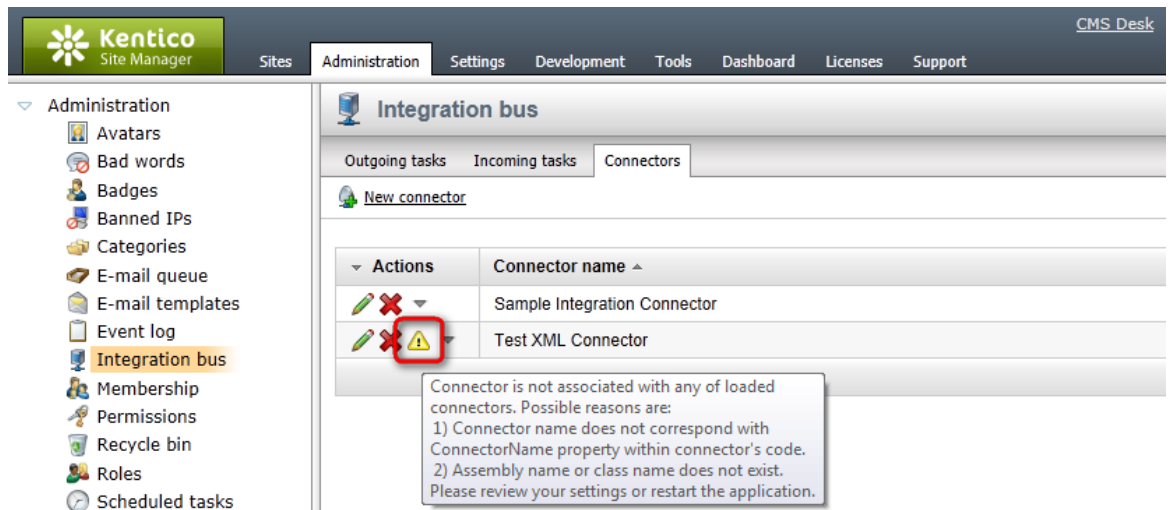 CMS Desk
Kentico
Site Manager
Sites Administration Settings Development Tools Dashboard Licenses Support
Administration
Avatars
Bad words
Badges
Banned IPs
Categories
E-mail queue
E-mail templates
Event log
Integration bus
Membership
Permissions
Recycle bin
Roles
Scheduled tasks
Integration bus
Outgoing tasks Incoming tasks Connectors
New connector
Actions Connector name
Sample Integration Connector
Test XML Connector
Connector is not associated with any of loaded
connectors. Possible reasons are:
1) Connector name does not correspond with
ConnectorName property within connector's code.
2) Assembly name or class name does not exist.
Please review your settings or restart the application.